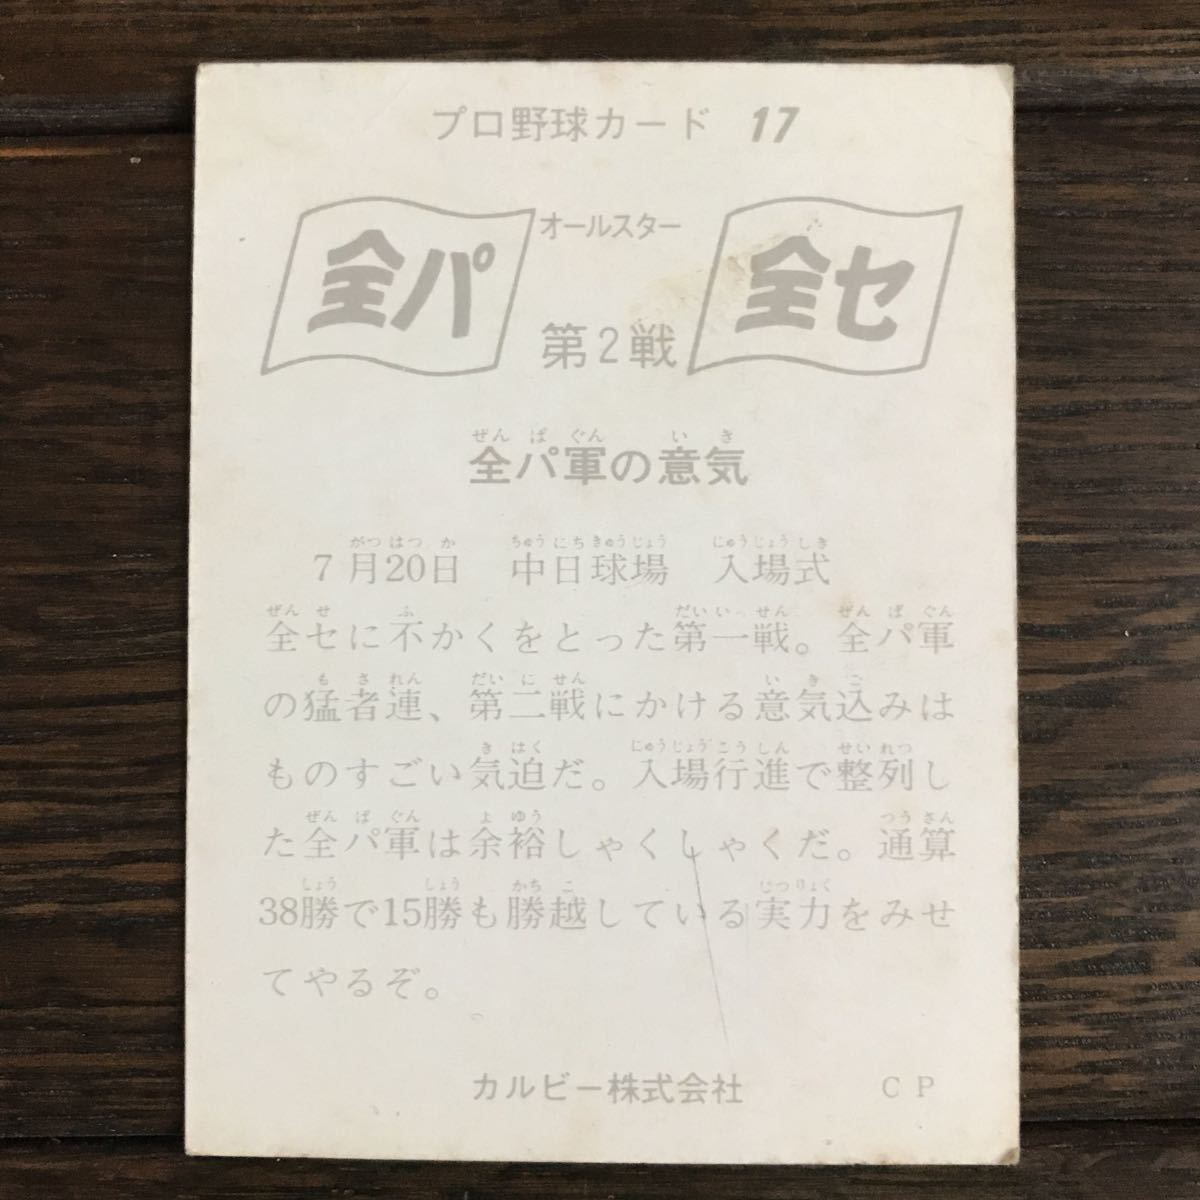 プロ野球カード 17
全パ オールスター 全セ
第2戦
ぜんぱぐん いき
全パ軍の意気
がつはつか ちゅうにちきゅうじょう にゅうじょうしき
7月20日 中日球場 入場式
ぜんせ ふ だいいっせん ぜんぱぐん
全セに不かくをとった第一戦。全パ軍
もされん だいにせん いきご
の猛者連、第二戦にかける意気込みは
きはく にゅうじょうこうしん せいれつ
ものすごい気迫だ。入場行進で整列し
ぜんぱぐん よゆう つうさん
た全パ軍は余裕しゃくしゃくだ。通算
しょう しょう かちこ じつりょく
38勝で15勝も勝越している実力をみせ
てやるぞ。
カルビー株式会社 CP